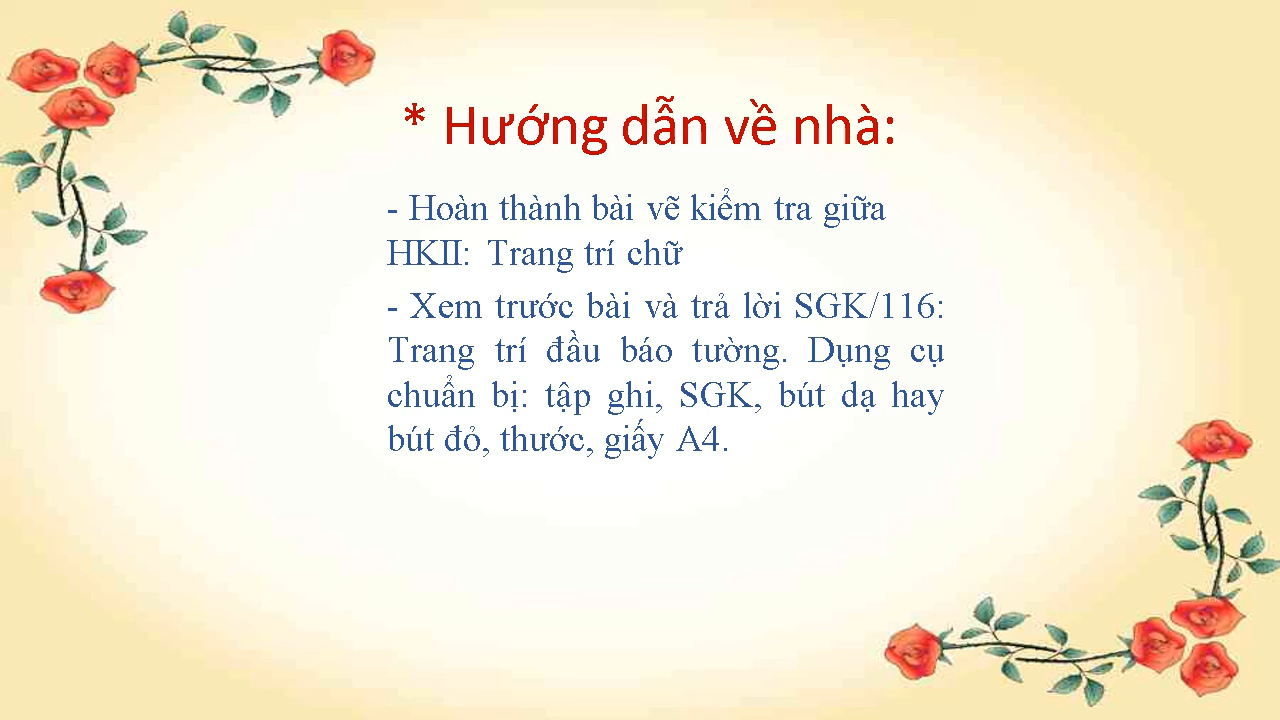 * Hướng dẫn về nhà:
- Hoàn thành bài vẽ kiểm tra giữa
HKII: Trang trí chữ
- Xem trước bài và trả lời SGK/116:
Trang trí đầu báo tường. Dụng cụ
chuẩn bị: tập ghi, SGK, bút dạ hay
bút đỏ, thước, giấy A4.